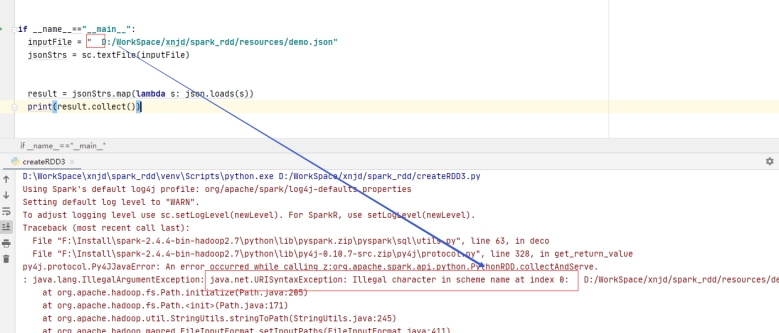 if __name__=="__main__":
inputFile = "  D:/WorkSpace/xnjd/spark_rdd/resources/demo.json"
jsonStrs = sc.textFile(inputFile)
result = jsonStrs.map(lambda s: json.loads(s))
print(result.collect())
if __name__=="__main__"
createRDD3 ×
D:\WorkSpace\xnjd\spark_rdd\venv\Scripts\python.exe D:/WorkSpace/xnjd/spark_rdd/createRDD3.py
Using Spark's default log4j profile: org/apache/spark/log4j-defaults.properties
Setting default log level to "WARN".
To adjust logging level use sc.setLogLevel(newLevel). For SparkR, use setLogLevel(newLevel).
Traceback (most recent call last):
File "F:\Install\spark-2.4.4-bin-hadoop2.7\python\lib\pyspark.zip\pyspark\sql\utils.py", line 63, in deco
File "F:\Install\spark-2.4.4-bin-hadoop2.7\python\lib\py4j-0.10.7-src.zip\py4j\protocol.py", line 328, in get_return_value
py4j.protocol.Py4JJavaError: An error occurred while calling z:org.apache.spark.api.python.PythonRDD.collectAndServe.
: java.lang.IllegalArgumentException: java.net.URISyntaxException: Illegal character in scheme name at index 0:   D:/WorkSpace/xnjd/spark_rdd/resources/de
at org.apache.hadoop.fs.Path.initialize(Path.java:205)
at org.apache.hadoop.fs.Path.<init>(Path.java:171)
at org.apache.hadoop.util.StringUtils.stringToPath(StringUtils.java:245)
at org.apache.hadoop.mapred.FileInputFormat.setInputPaths(FileInputFormat.java:411)